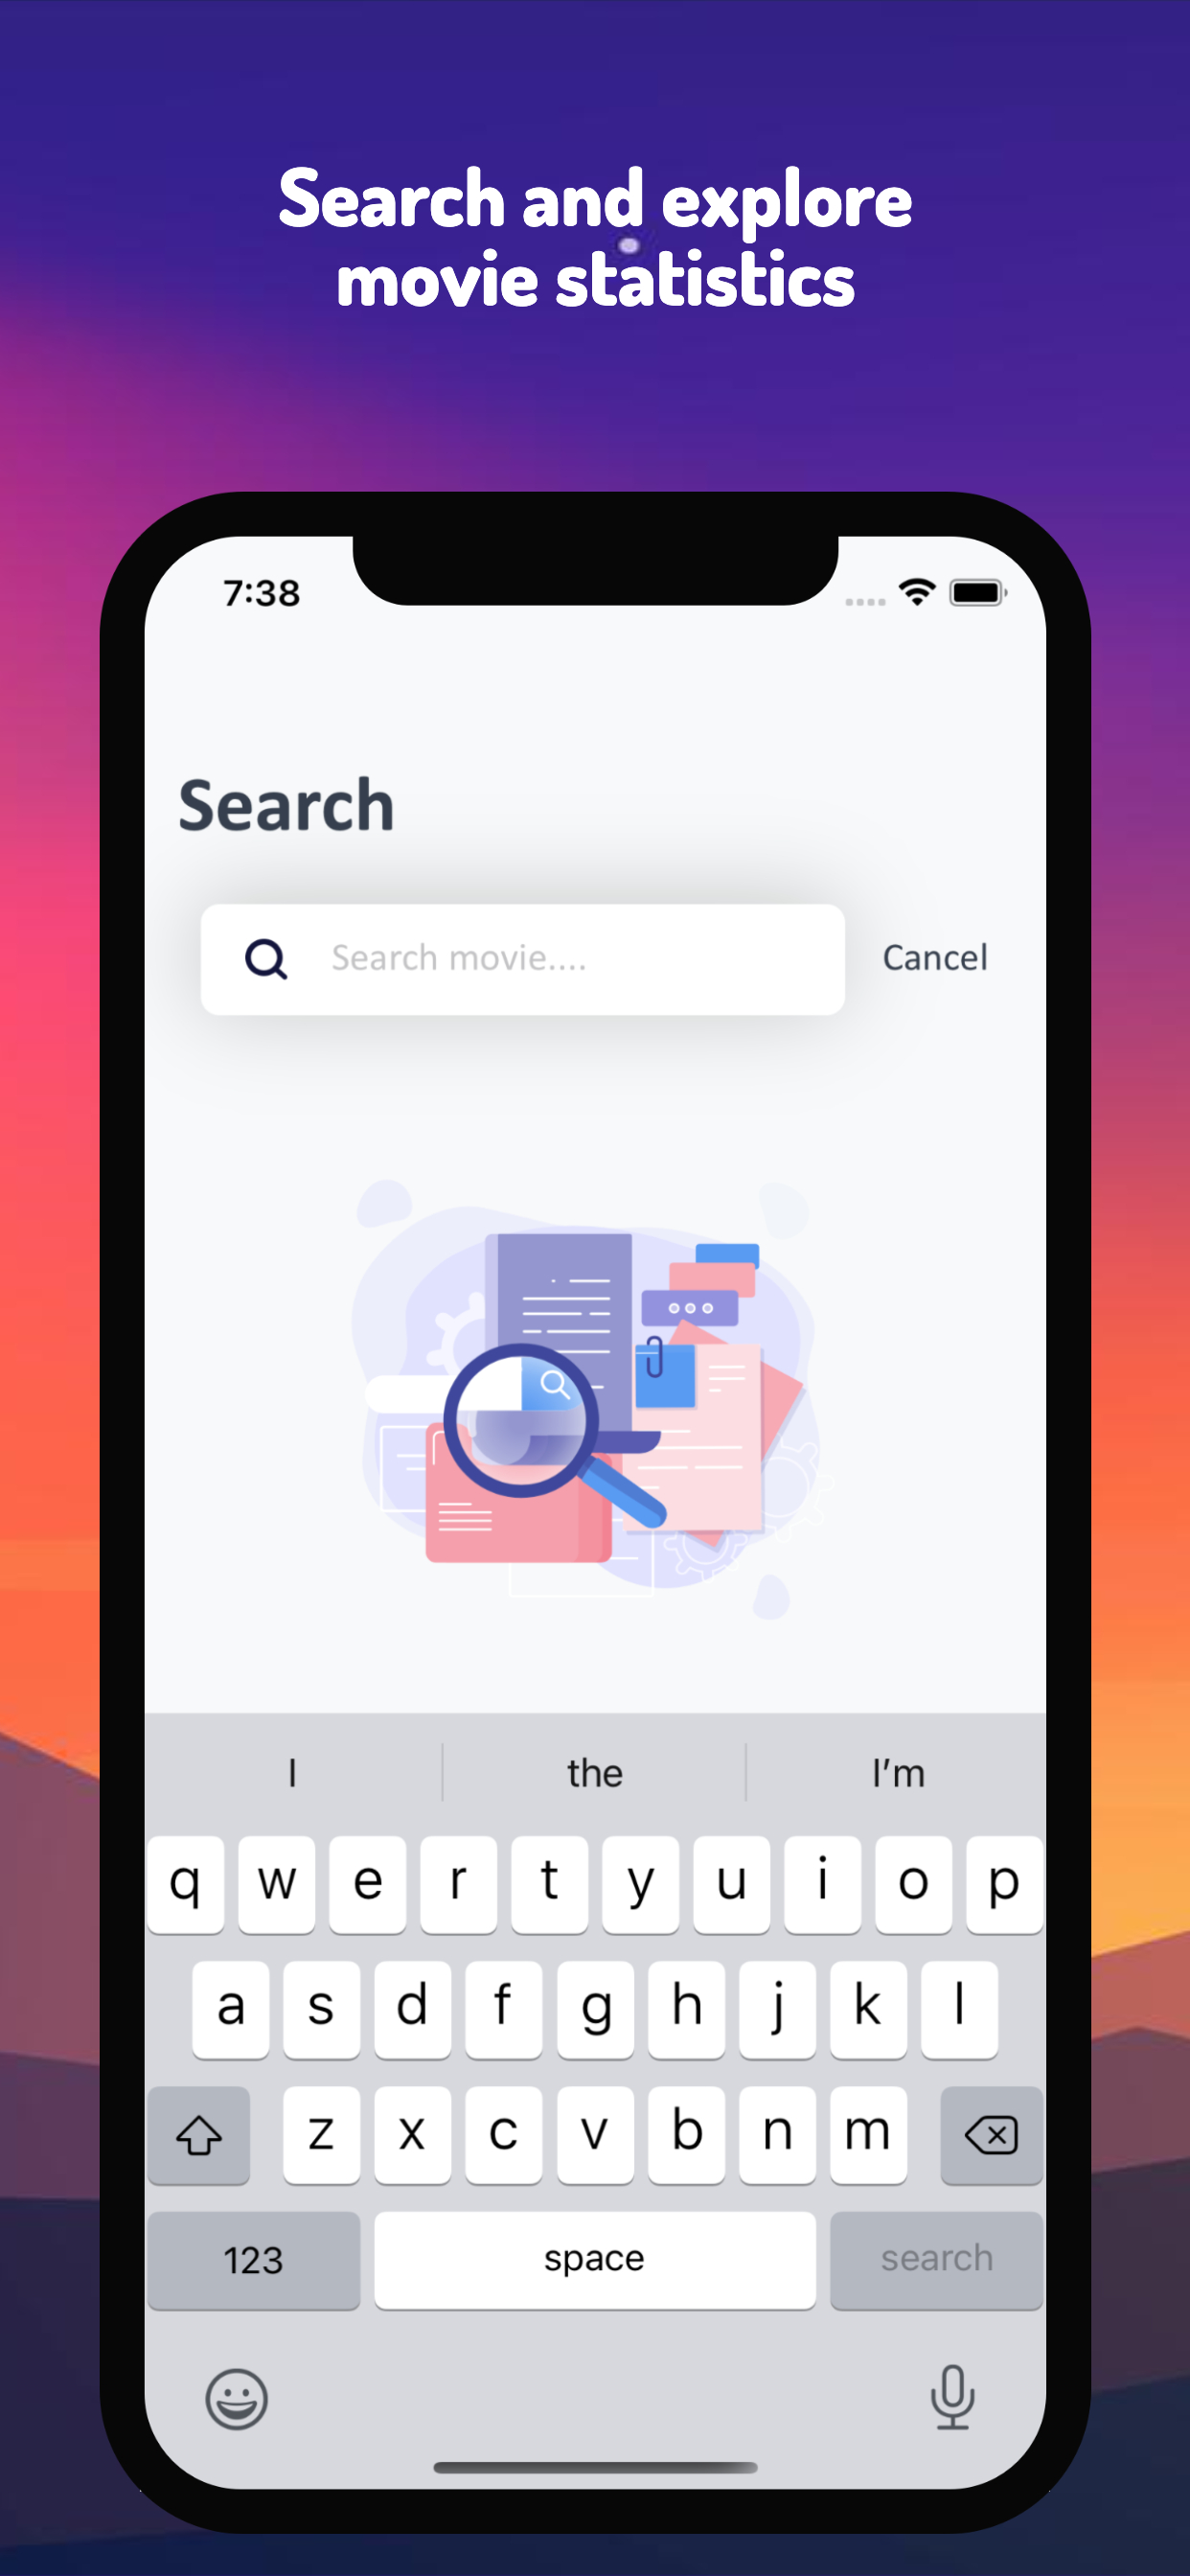 Search and explore
movie statistics
7:38
Search
Search movie....
Cancel
I the I'm
q w e r t y u i o p
a s d f g h j k l
z x c v b n m
123 space search